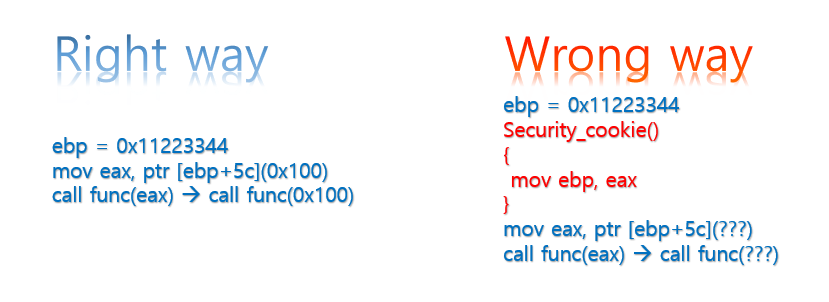 Right way
ebp = 0x11223344
mov eax, ptr [ebp+5c](0x100)
call func(eax) → call func(0x100)
Wrong way
ebp = 0x11223344
Security_cookie()
{
mov ebp, eax
}
mov eax, ptr [ebp+5c](???)
call func(eax) → call func(???)